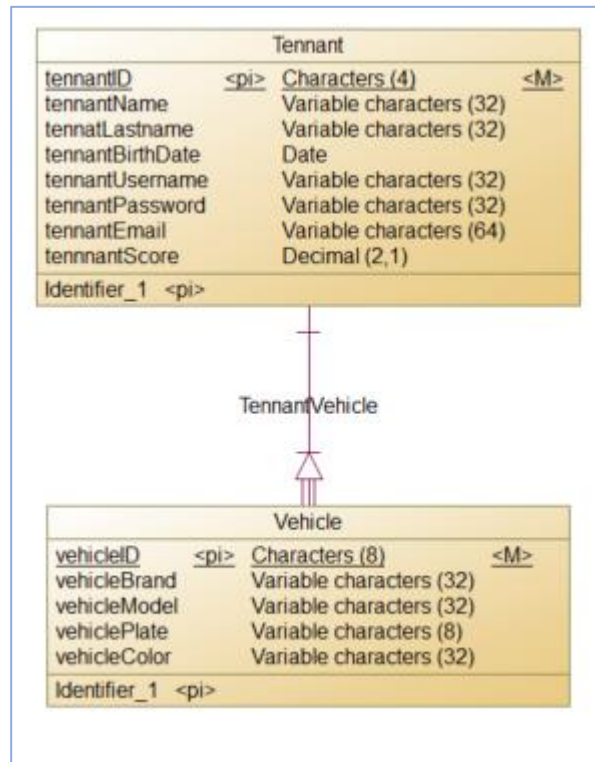 Tennant
tennantID <pi> Characters (4) <M>
tennantName Variable characters (32)
tennatLastname Variable characters (32)
tennantBirthDate Date
tennantUsername Variable characters (32)
tennantPassword Variable characters (32)
tennantEmail Variable characters (64)
tennnantScore Decimal (2,1)
Identifier_1 <pi>
TennantVehicle
Vehicle
vehicleID <pi> Characters (8) <M>
vehicleBrand Variable characters (32)
vehicleModel Variable characters (32)
vehiclePlate Variable characters (8)
vehicleColor Variable characters (32)
Identifier_1 <pi>